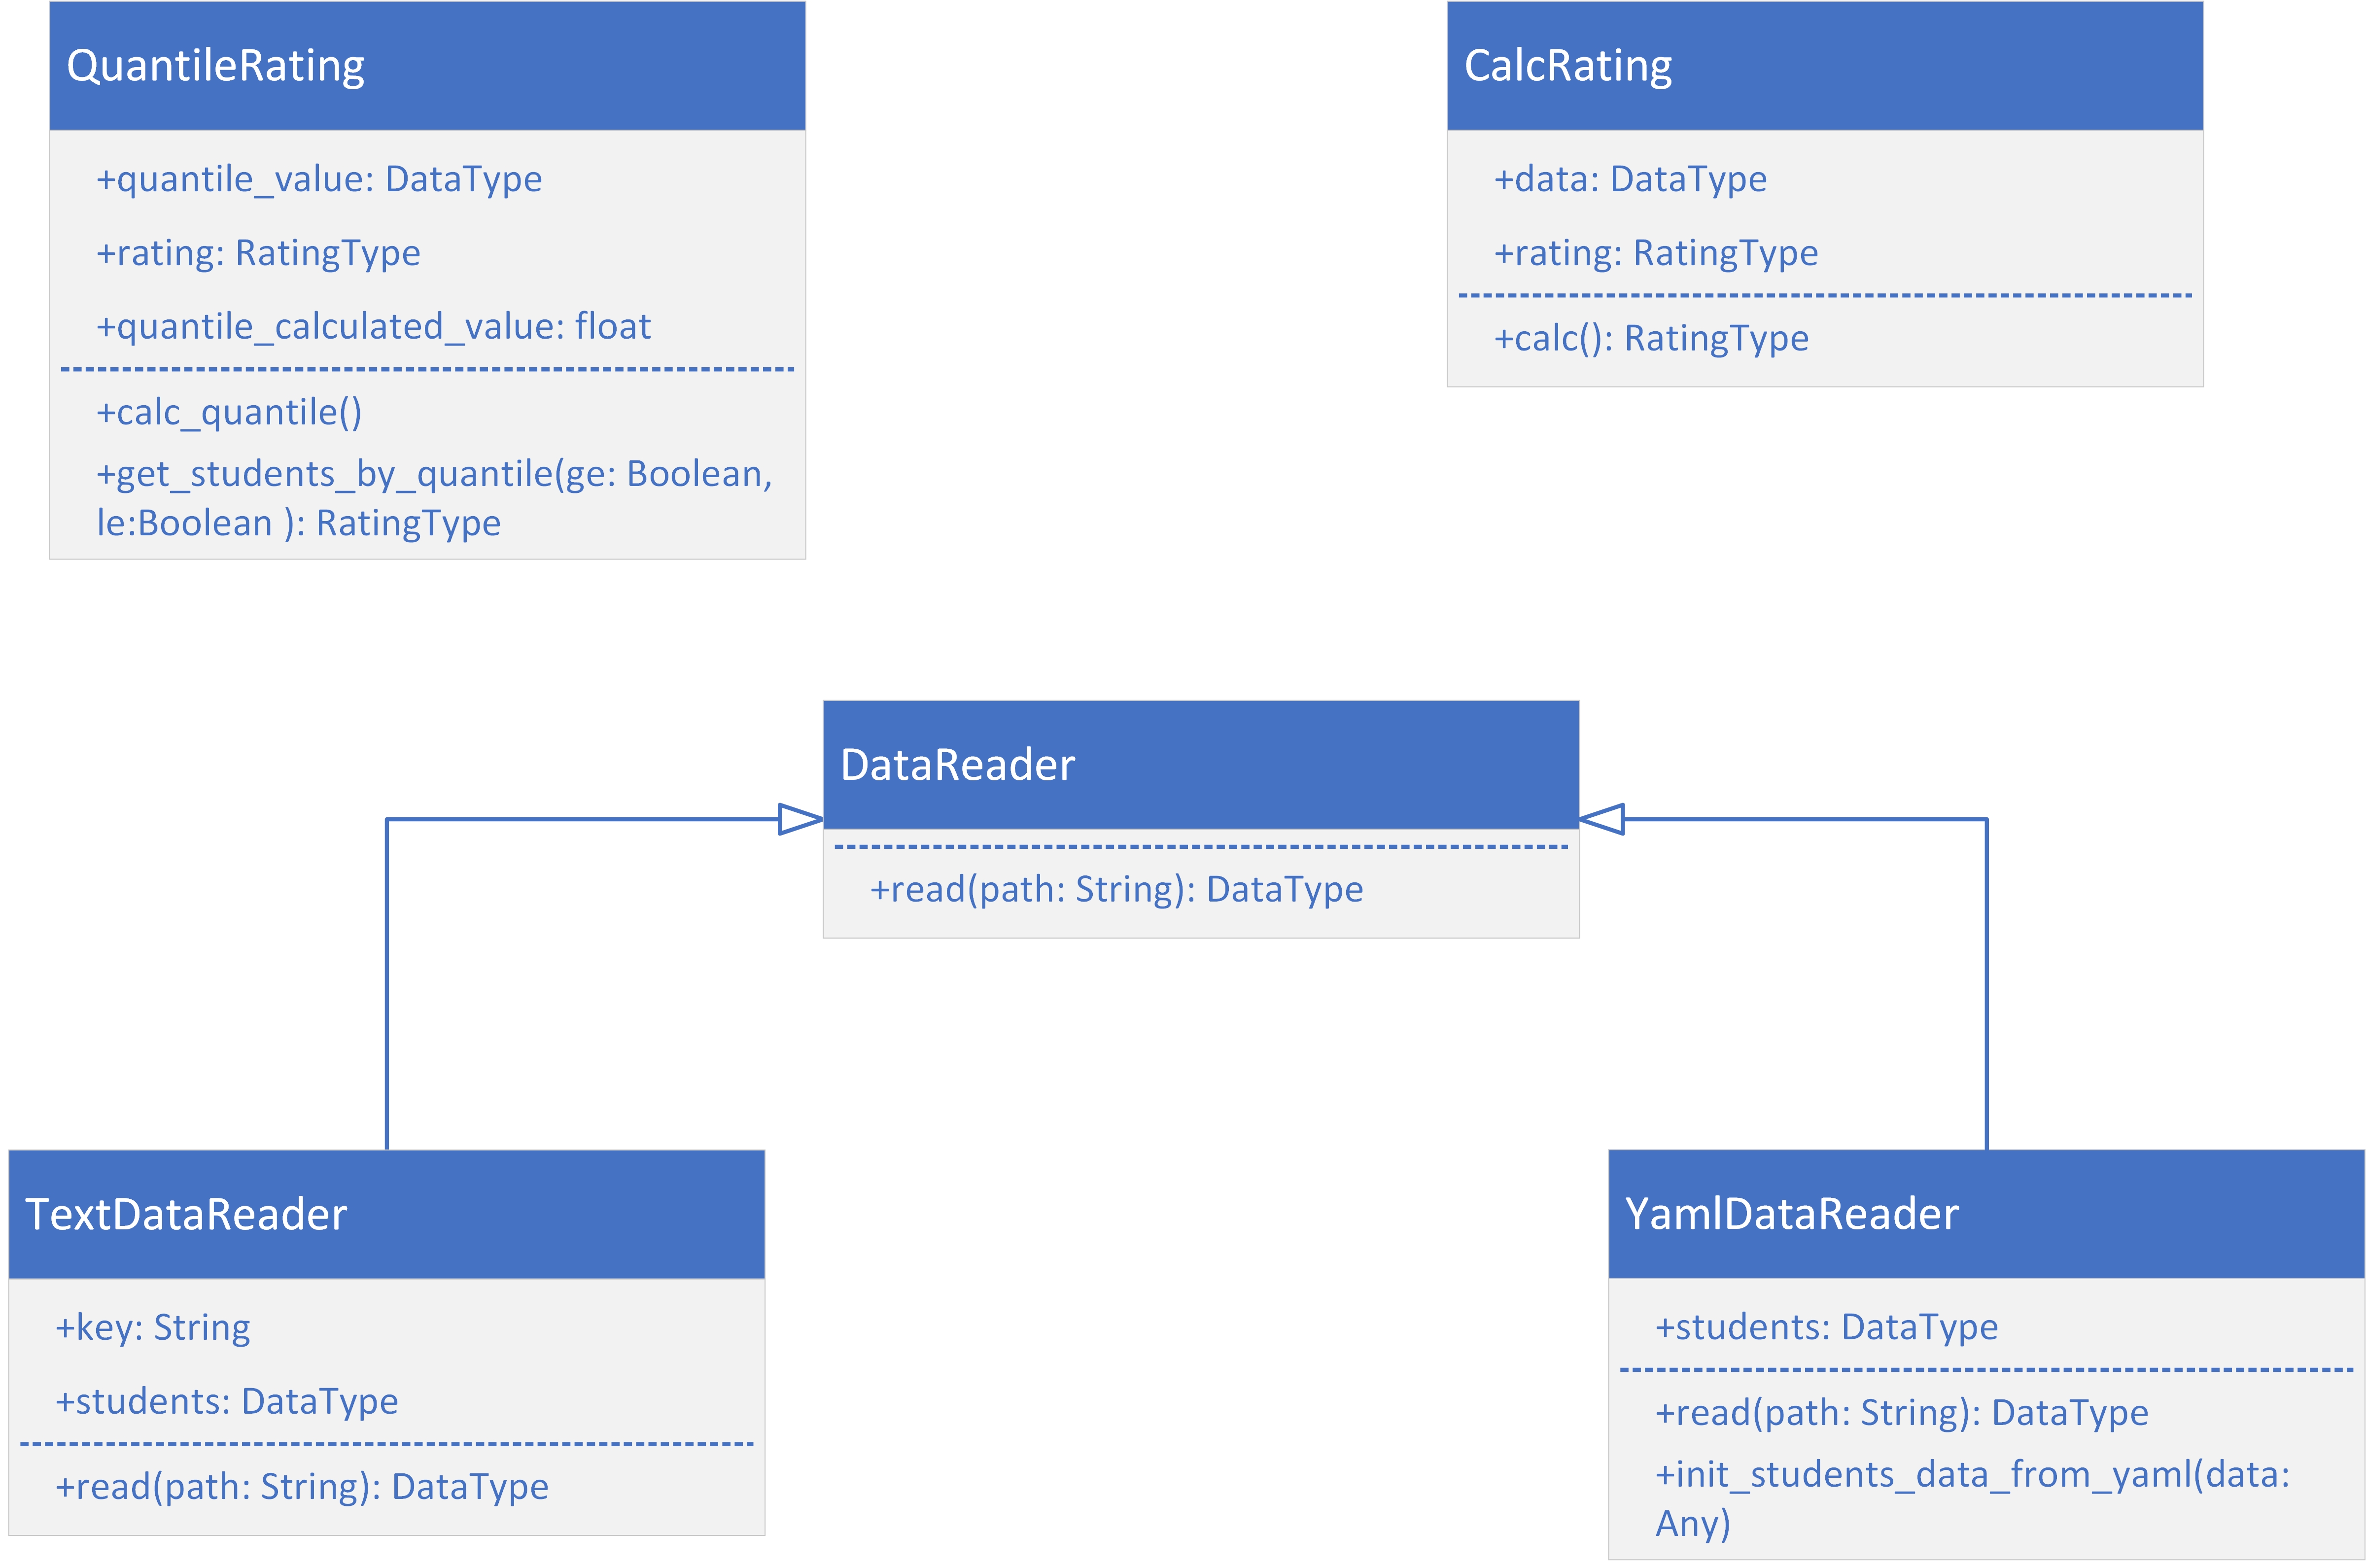 QuantileRating
+quantile_value: DataType
+rating: RatingType
+quantile_calculated_value: float
+calc_quantile()
+get_students_by_quantile(ge: Boolean,
le:Boolean ): RatingType
CalcRating
+data: DataType
+rating: RatingType
+calc(): RatingType
DataReader
+read(path: String): DataType
TextDataReader
+key: String
+students: DataType
+read(path: String): DataType
YamlDataReader
+students: DataType
+read(path: String): DataType
+init_students_data_from_yaml(data:
Any)